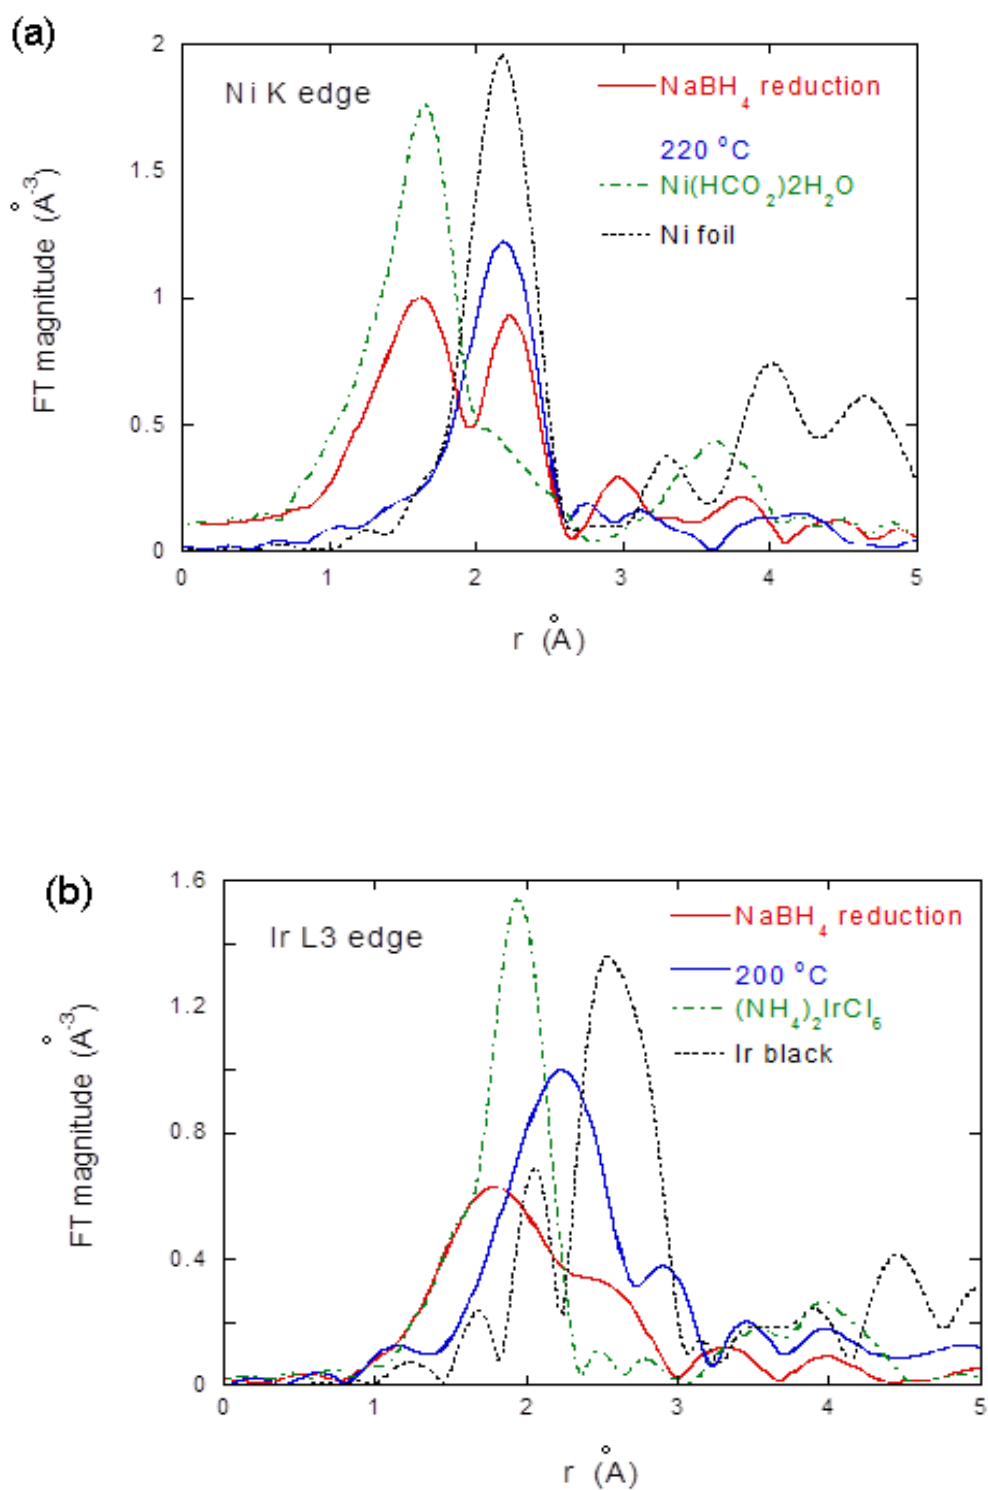 (a)
Ni K edge
NaBH4 reduction
220 °C
Ni(HCO2)2H2O
Ni foil
FT magnitude (Å-3)
2
1.5
1
0.5
0
0 1 2 3 4 5
r (Å)
(b)
Ir L3 edge
NaBH4 reduction
200 °C
(NH4)2IrCl6
Ir black
FT magnitude (Å-3)
1.6
1.2
0.8
0.4
0
0 1 2 3 4 5
r (Å)